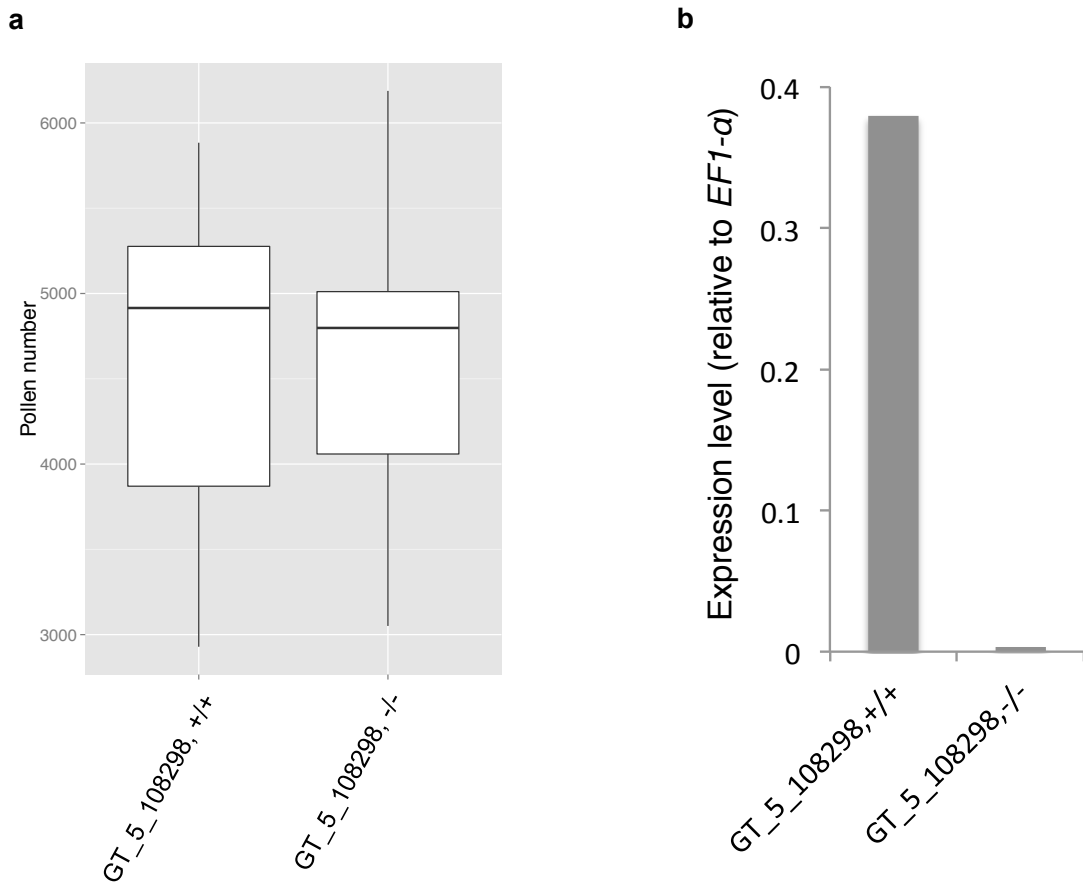 a
6000
5000
4000
3000
Pollen number
GT_5_108298, +/+
GT_5_108298, -/-
b
0.4
0.3
0.2
0.1
0
Expression level (relative to EF1-α)
GT_5_108298,+/+
GT_5_108298,-/-